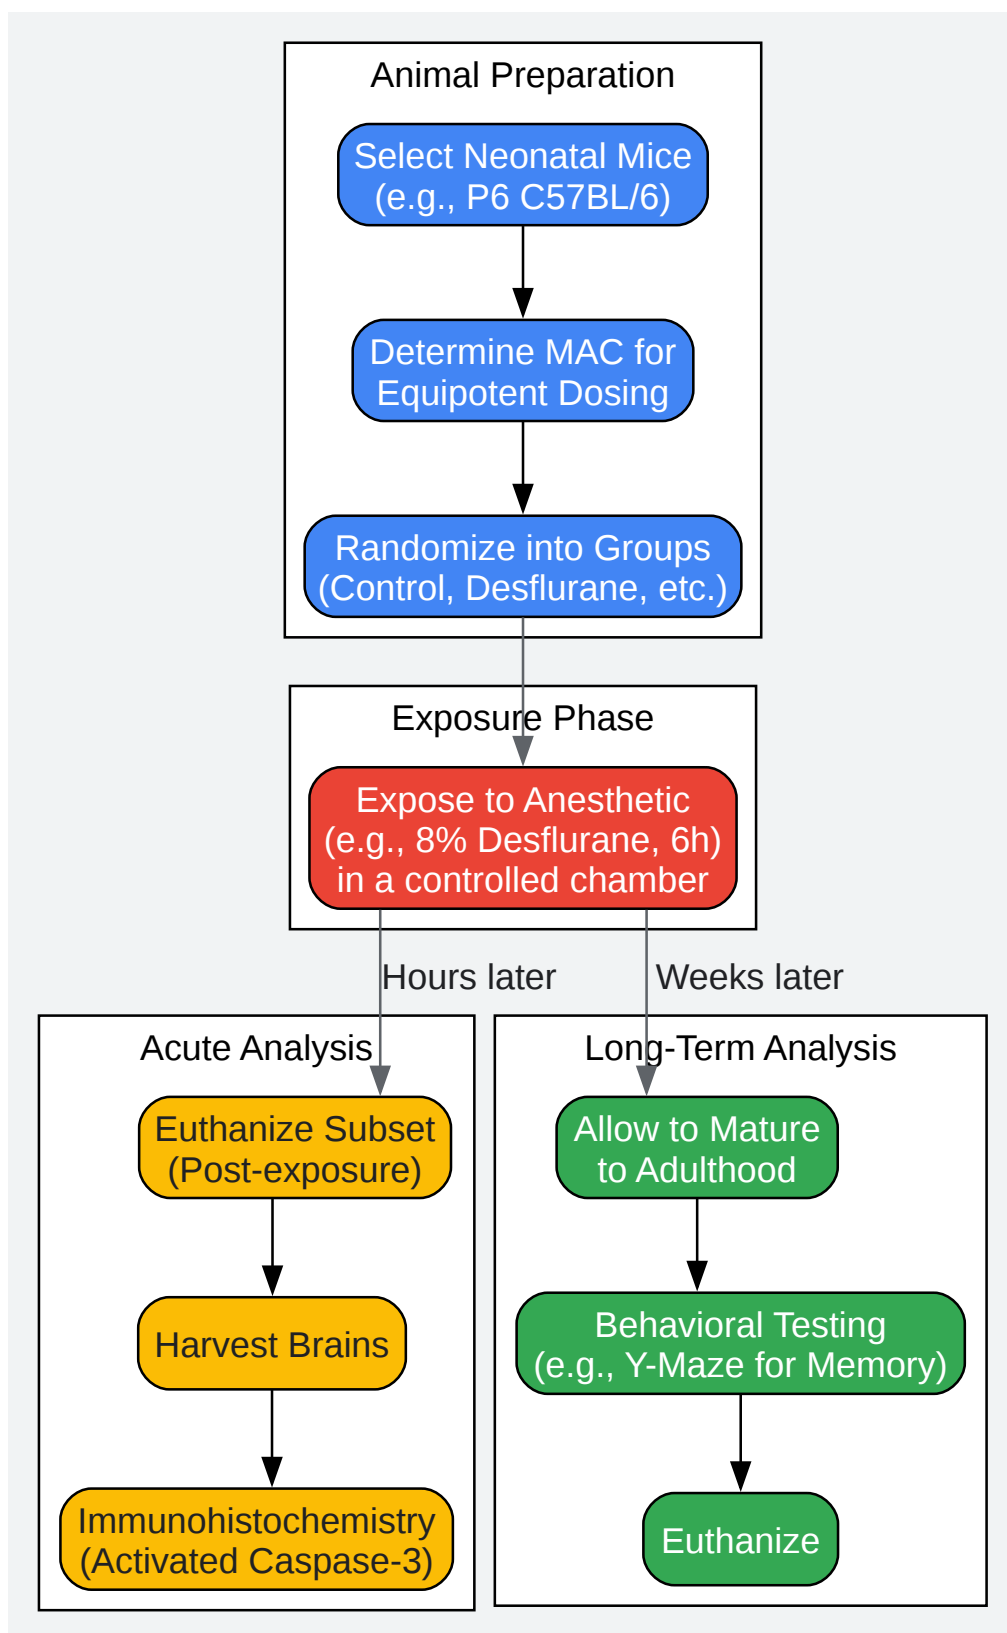 Animal Preparation
Select Neonatal Mice
(e.g., P6 C57BL/6)
Determine MAC for
Equipotent Dosing
Randomize into Groups
(Control, Desflurane, etc.)
Exposure Phase
Expose to Anesthetic
(e.g., 8% Desflurane, 6h)
in a controlled chamber
Hours later
Weeks later
Acute Analysis
Euthanize Subset
(Post-exposure)
Harvest Brains
Immunohistochemistry
(Activated Caspase-3)
Long-Term Analysis
Allow to Mature
to Adulthood
Behavioral Testing
(e.g., Y-Maze for Memory)
Euthanize